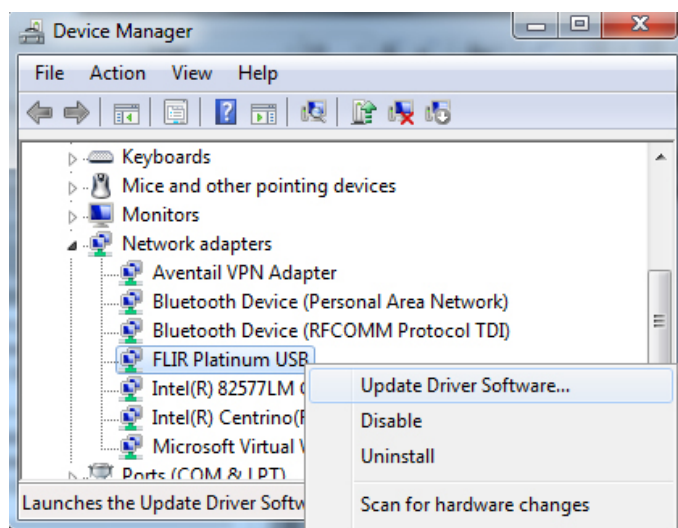 Device Manager
File Action View Help
Keyboards
Mice and other pointing devices
Monitors
Network adapters
Aventail VPN Adapter
Bluetooth Device (Personal Area Network)
Bluetooth Device (RFCOMM Protocol TDI)
FLIR Platinum USB
Intel(R) 82577LM
Update Driver Software...
Intel(R) Centrino(
Disable
Microsoft Virtual
Uninstall
Ports (COM & LPT)
Launches the Update Driver
Scan for hardware changes